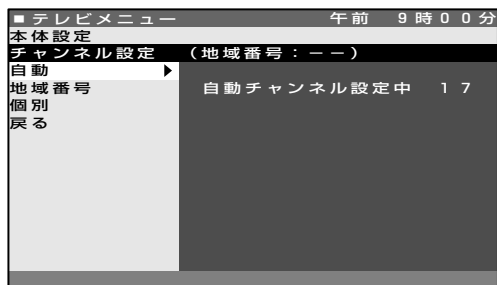 ■テレビメニュー 午前 9時00分
本体設定
チャンネル設定 (地域番号:ーー)
自動 ▶
地域番号 自動チャンネル設定中 17
個別
戻る